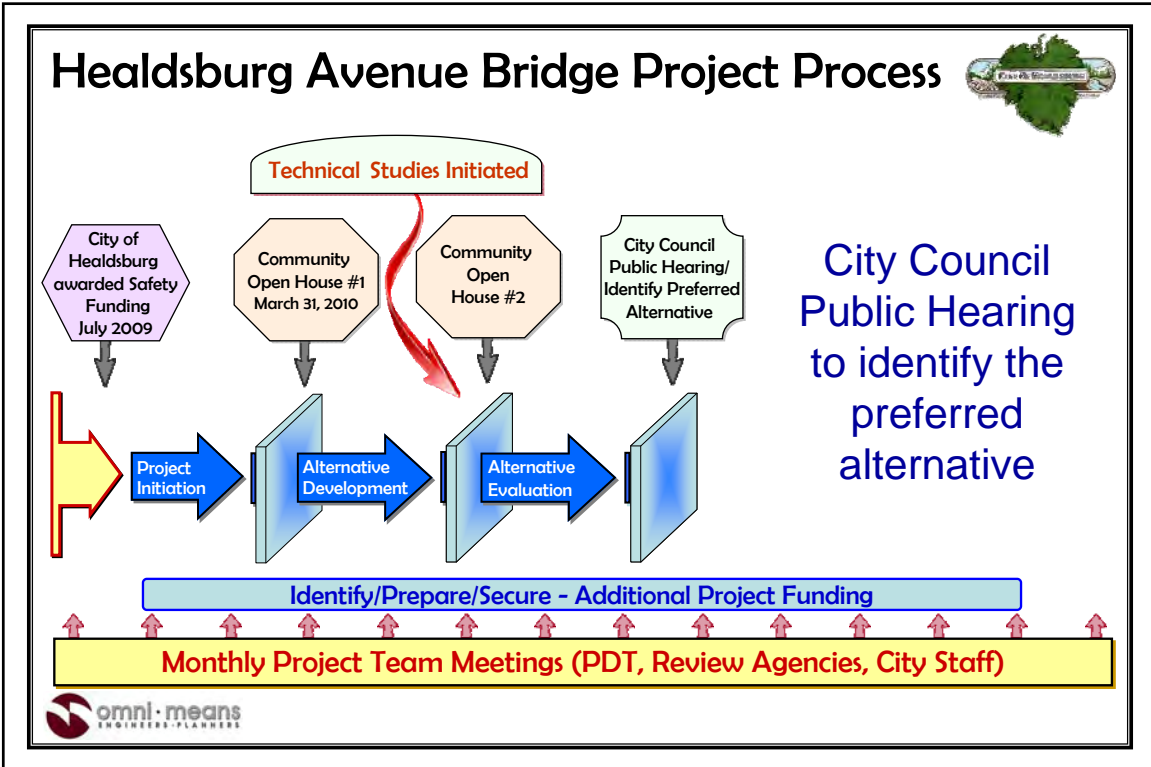 Healdsburg Avenue Bridge Project Process
City of Healdsburg
Technical Studies Initiated
City of
Healdsburg
awarded Safety
Funding
July 2009
Community
Open House #1
March 31, 2010
Community
Open
House #2
City Council
Public Hearing/
Identify Preferred
Alternative
City Council
Public Hearing
to identify the
preferred
alternative
Project
Initiation
Alternative
Development
Alternative
Evaluation
Identify/Prepare/Secure - Additional Project Funding
Monthly Project Team Meetings (PDT, Review Agencies, City Staff)
omni·means
ENGINEERS·PLANNERS